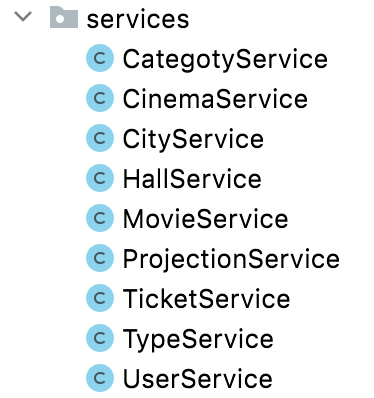 services
CategotyService
CinemaService
CityService
HallService
MovieService
ProjectionService
TicketService
TypeService
UserService